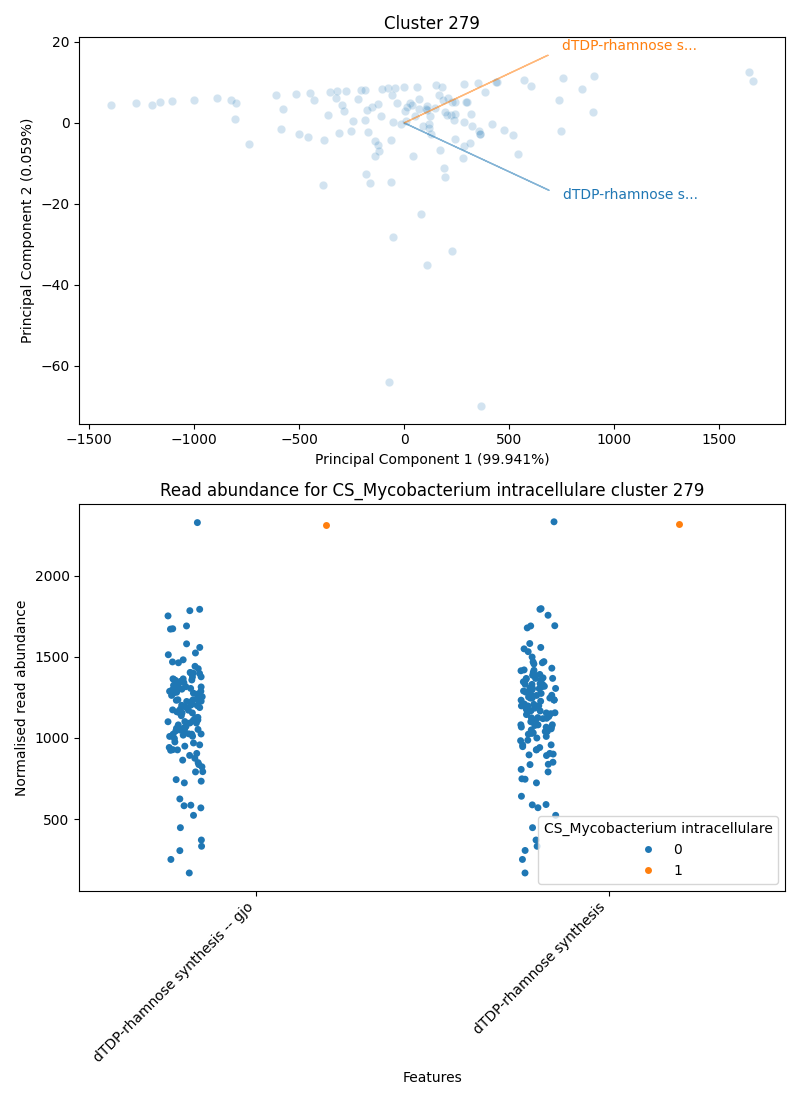 Cluster 279
20
0
−20
−40
−60
Principal Component 2 (0.059%)
dTDP-rhamnose s...
dTDP-rhamnose s...
−1500
−1000
−500
0
500
1000
1500
Principal Component 1 (99.941%)
Read abundance for CS_Mycobacterium intracellulare cluster 279
2000
1500
1000
500
Normalised read abundance
CS_Mycobacterium intracellulare
0
1
dTDP-rhamnose synthesis -- gjo
dTDP-rhamnose synthesis
Features